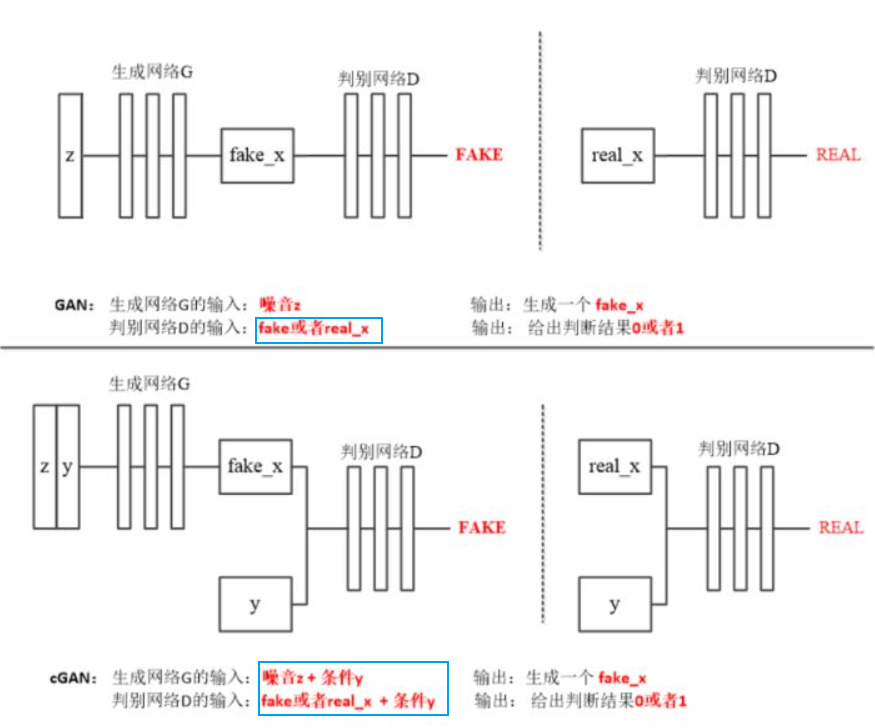 生成网络G
判别网络D
判别网络D
z
fake_x
FAKE
real_x
REAL
GAN： 生成网络G的输入：噪音z 输出：生成一个 fake_x
判别网络D的输入：fake或者real_x 输出： 给出判断结果0或者1
生成网络G
判别网络D
判别网络D
z y
fake_x
real_x
FAKE
REAL
y
y
cGAN： 生成网络G的输入：噪音z + 条件y 输出：生成一个 fake_x
判别网络D的输入：fake或者real_x + 条件y 输出： 给出判断结果0或者1